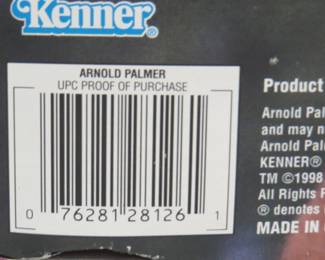 Kenner®
ARNOLD PALMER
UPC PROOF OF PURCHASE
0 76281 28126 1
Product
Arnold Pal
and may n
Arnold Pal
KENNER®
TM ©1998
All Rights R
® denotes
MADE IN